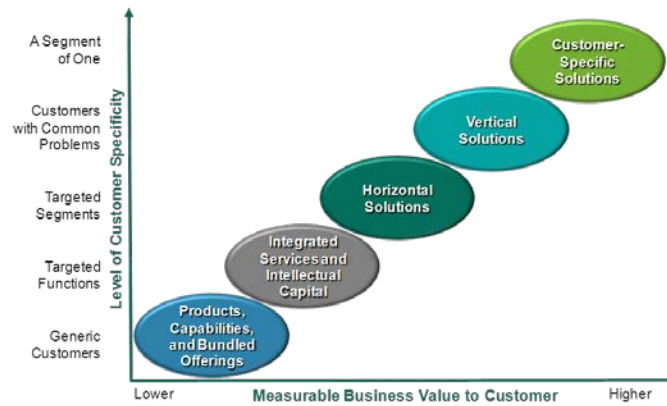 A Segment
of One
Customer-
Specific
Solutions
Customers
with Common
Problems
Vertical
Solutions
Level of Customer Specificity
Targeted
Segments
Horizontal
Solutions
Targeted
Functions
Integrated
Services and
Intellectual
Capital
Generic
Customers
Products,
Capabilities,
and Bundled
Offerings
Lower
Measurable Business Value to Customer
Higher